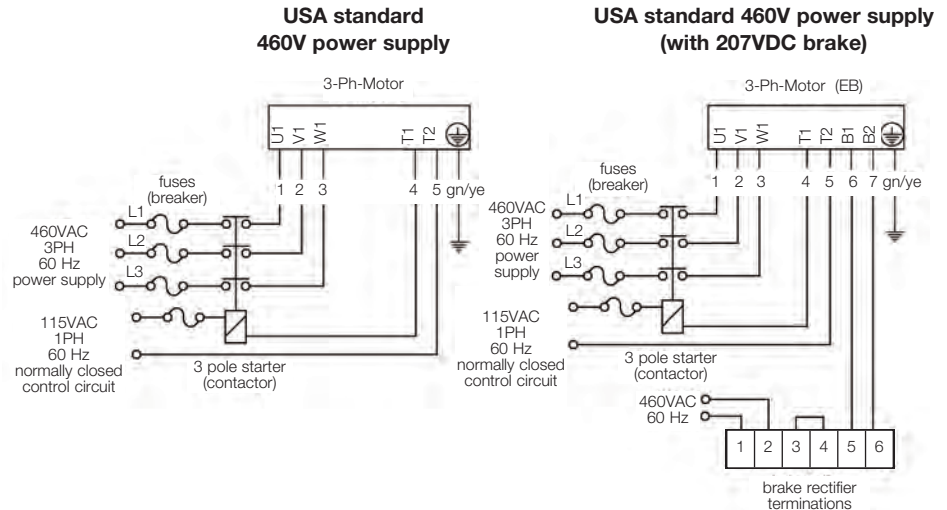 USA standard
460V power supply
3-Ph-Motor
U1 V1 W1 T1 T2
1 2 3 4 5 gn/ye
fuses
(breaker)
L1
L2
L3
460VAC
3PH
60 Hz
power supply
115VAC
1PH
60 Hz
normally closed
control circuit
3 pole starter
(contactor)
USA standard 460V power supply
(with 207VDC brake)
3-Ph-Motor (EB)
U1 V1 W1 T1 T2 B1 B2
1 2 3 4 5 6 7 gn/ye
fuses
(breaker)
L1
L2
L3
460VAC
3PH
60 Hz
power
supply
115VAC
1PH
60 Hz
normally closed
control circuit
3 pole starter
(contactor)
460VAC
60 Hz
1 2 3 4 5 6
brake rectifier
terminations